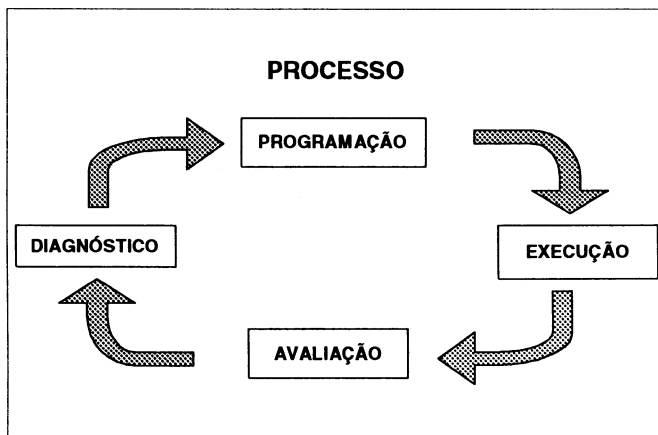 PROCESSO
PROGRAMAÇÃO
DIAGNÓSTICO
EXECUÇÃO
AVALIAÇÃO